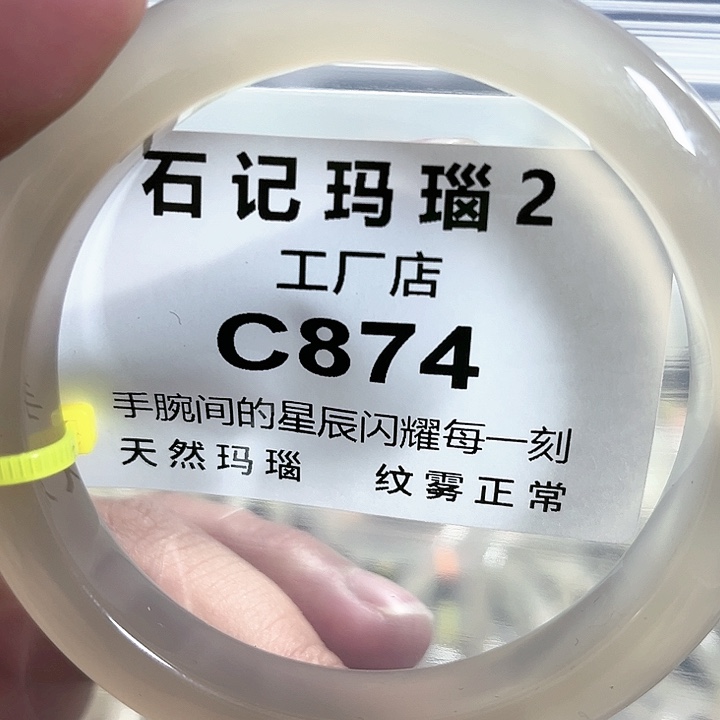 石记玛瑙2
工厂店
C874
手腕间的星辰闪耀每一刻
天然玛瑙 纹雾正常